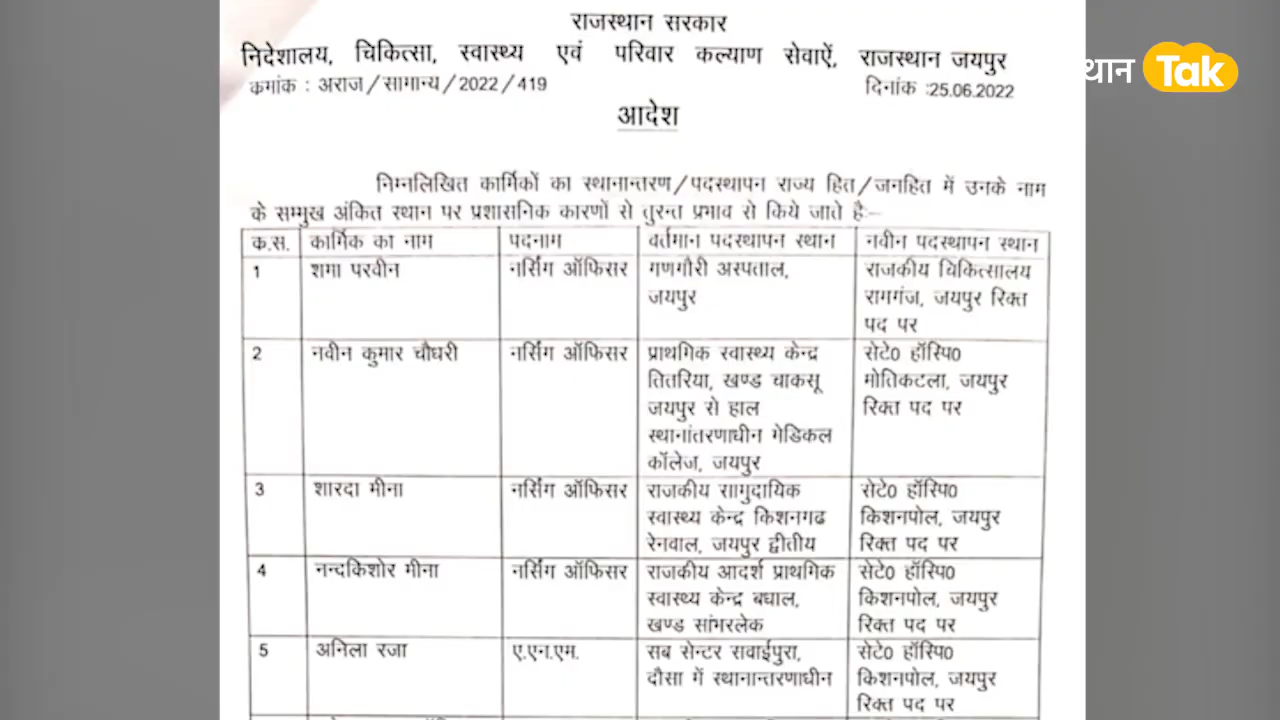 राजस्थान सरकार
निदेशालय, चिकित्सा, स्वास्थ्य एवं परिवार कल्याण सेवाऐं, राजस्थान जयपुर
थान Tak
कमांक : अराज/सामान्य/2022/419 दिनांक :25.06.2022
आदेश
निम्नलिखित कार्मिकों का स्थानान्तरण/पदस्थापन राज्य हित/जनहित में उनके नाम
के सम्मुख अंकित स्थान पर प्रशासनिक कारणों से तुरन्त प्रभाव से किये जाते है:–
क.स. कार्मिक का नाम पदनाम वर्तमान पदस्थापन स्थान नवीन पदस्थापन स्थान
1 शमा परवीन नर्सिंग ऑफिसर गणगौरी अस्पताल, राजकीय चिकित्सालय
जयपुर रामगंज, जयपुर रिक्त
पद पर
2 नवीन कुमार चौधरी नर्सिंग ऑफिसर प्राथमिक स्वास्थ्य केन्द्र सेटे0 हॉस्पि0
तितरिया, खण्ड चाकसू मोतिकटला, जयपुर
जयपुर से हाल रिक्त पद पर
स्थानांतरणाधीन मेडिकल
कॉलेज, जयपुर
3 शारदा मीना नर्सिंग ऑफिसर राजकीय सामुदायिक सेटे0 हॉस्पि0
स्वास्थ्य केन्द्र किशनगढ किशनपोल, जयपुर
रेनवाल, जयपुर द्वीतीय रिक्त पद पर
4 नन्दकिशोर मीना नर्सिंग ऑफिसर राजकीय आदर्श प्राथमिक सेटे0 हॉस्पि0
स्वास्थ्य केन्द्र बघाल, किशनपोल, जयपुर
खण्ड सांभरलेक रिक्त पद पर
5 अनिला रजा ए.एन.एम. सब सेन्टर सवाईपुरा, सेटे0 हॉस्पि0
दौसा में स्थानान्तरणाधीन किशनपोल, जयपुर
रिक्त पद पर